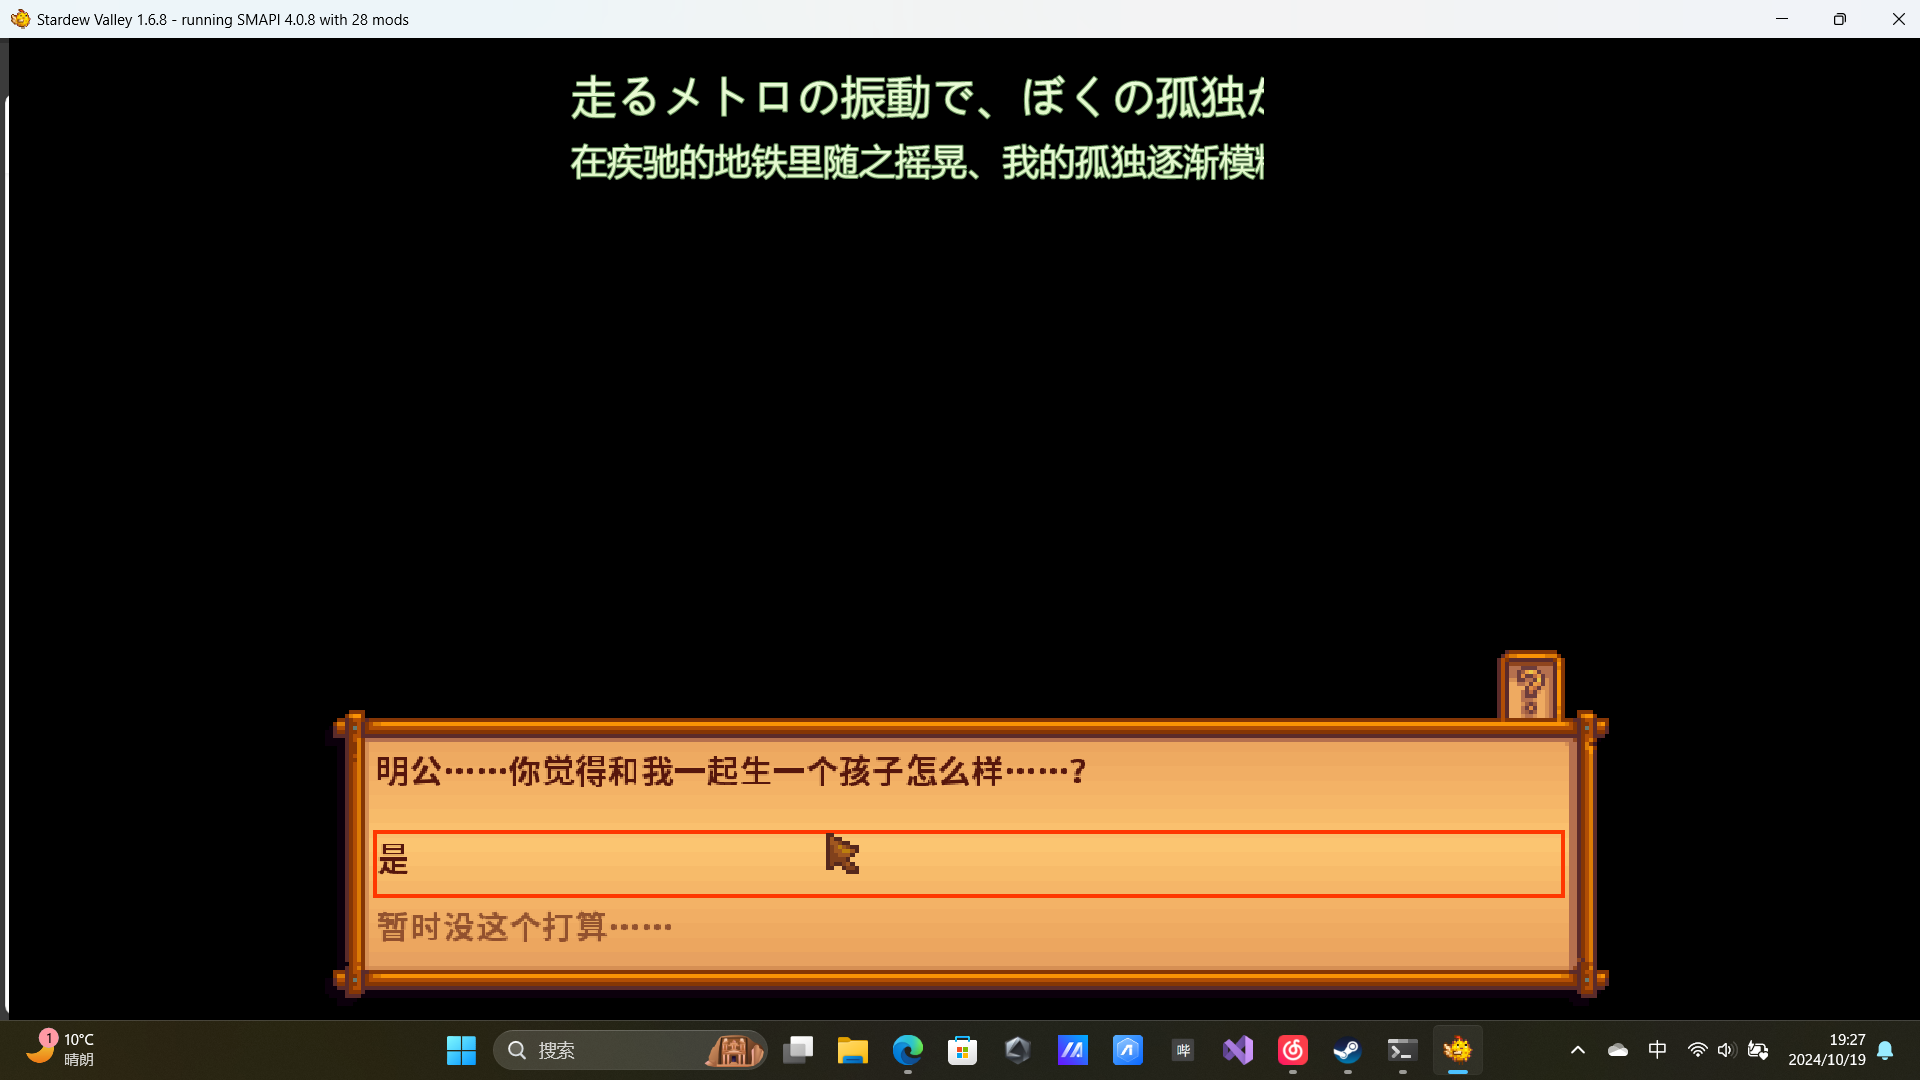 Stardew Valley 1.6.8 - running SMAPI 4.0.8 with 28 mods
走るメトロの振動で、ぼくの孤独
在疾驰的地铁里随之摇晃、我的孤独逐渐模
明公……你觉得和我一起生一个孩子怎么样……?
是
暂时没这个打算……
1
10°C
晴朗
搜索
哔
中
19:27
2024/10/19